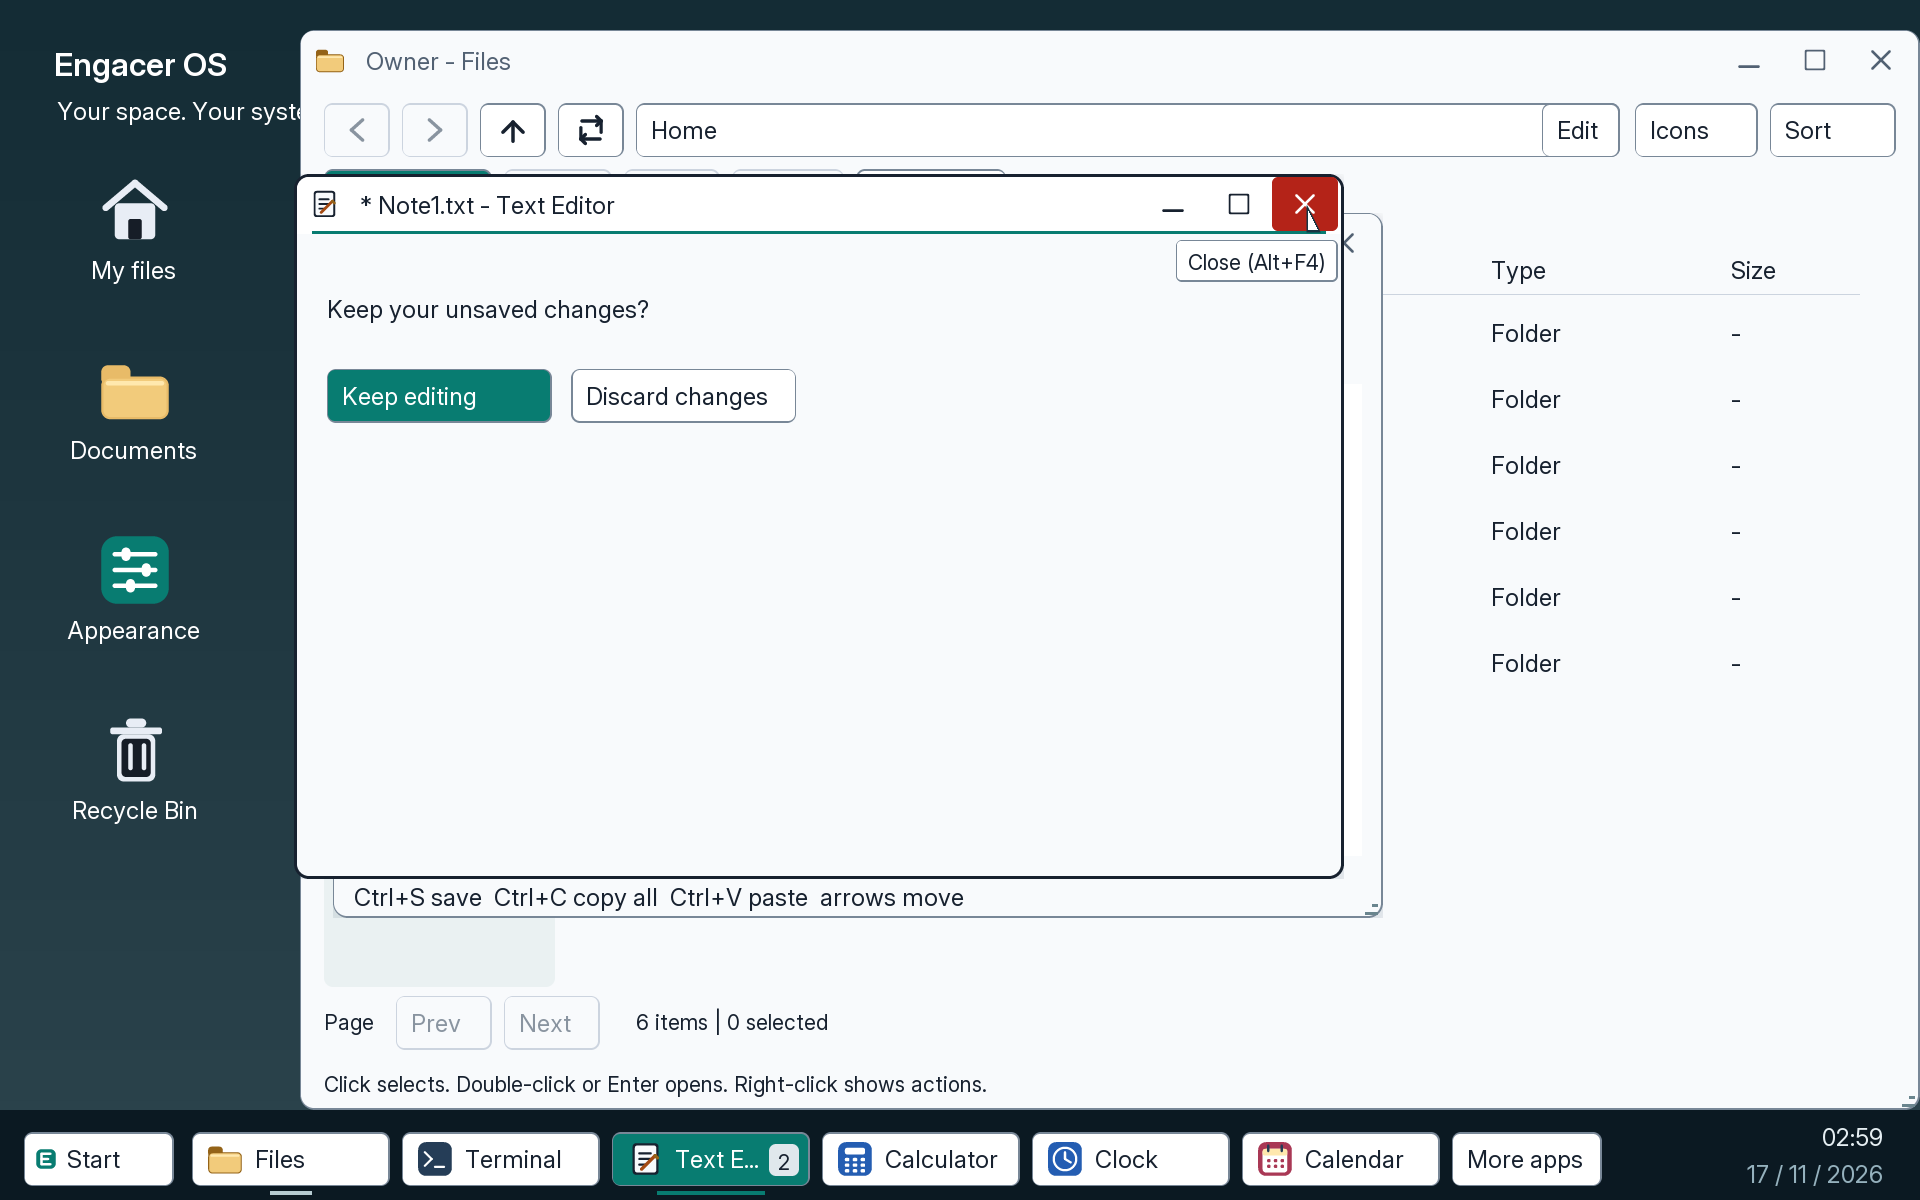 Engacer OS
Your space. Your syste
My files
Documents
Appearance
Recycle Bin
Owner - Files
Home
Edit
Icons
Sort
* Note1.txt - Text Editor
Close (Alt+F4)
Keep your unsaved changes?
Keep editing
Discard changes
Type
Size
Folder
-
Folder
-
Folder
-
Folder
-
Folder
-
Folder
-
Ctrl+S save  Ctrl+C copy all  Ctrl+V paste  arrows move
Page
Prev
Next
6 items | 0 selected
Click selects. Double-click or Enter opens. Right-click shows actions.
Start
Files
Terminal
Text E...
2
Calculator
Clock
Calendar
More apps
02:59
17 / 11 / 2026